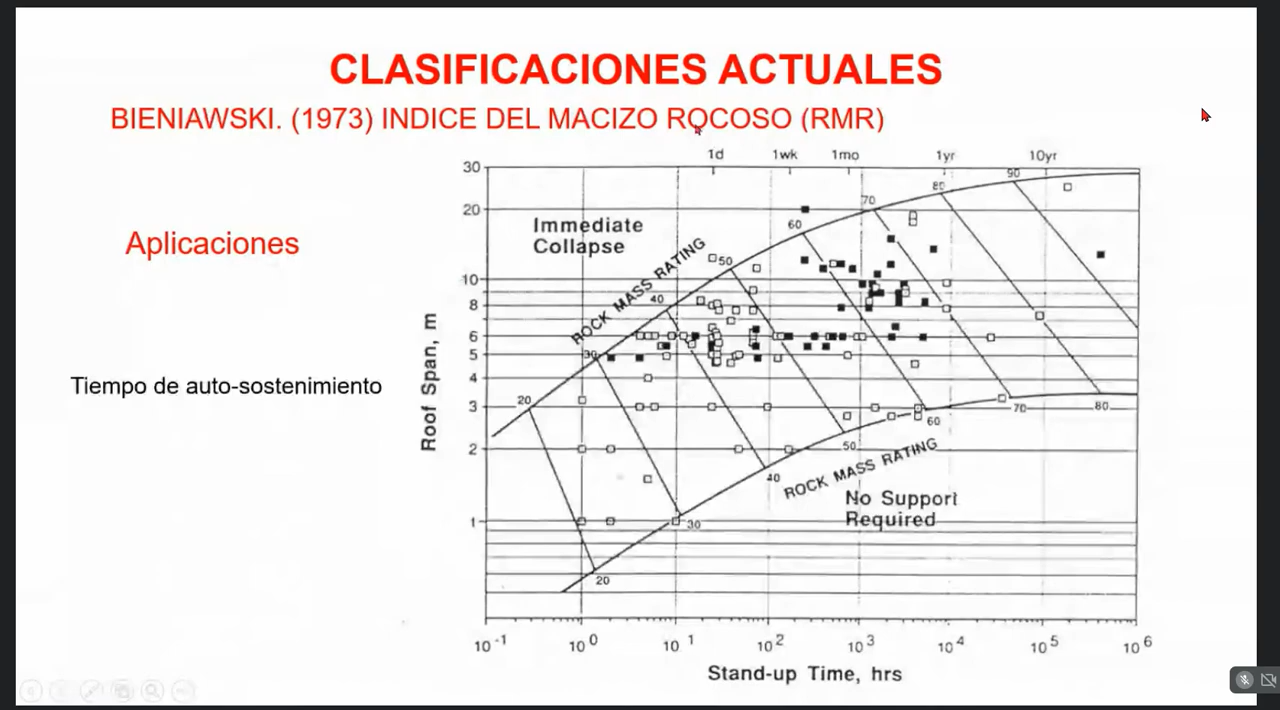 CLASIFICACIONES ACTUALES
BIENIAWSKI. (1973) INDICE DEL MACIZO ROCOSO (RMR)
Aplicaciones
Tiempo de auto-sostenimiento
1d 1wk 1mo 1yr 10yr
30
20
10
8
6
5
4
3
2
1
Roof Span, m
Immediate
Collapse
ROCK MASS RATING
20 30 40 50 60 70 80 90
20 30 40 50 60 70 80
ROCK MASS RATING
No Support
Required
10⁻¹ 10⁰ 10¹ 10² 10³ 10⁴ 10⁵ 10⁶
Stand-up Time, hrs